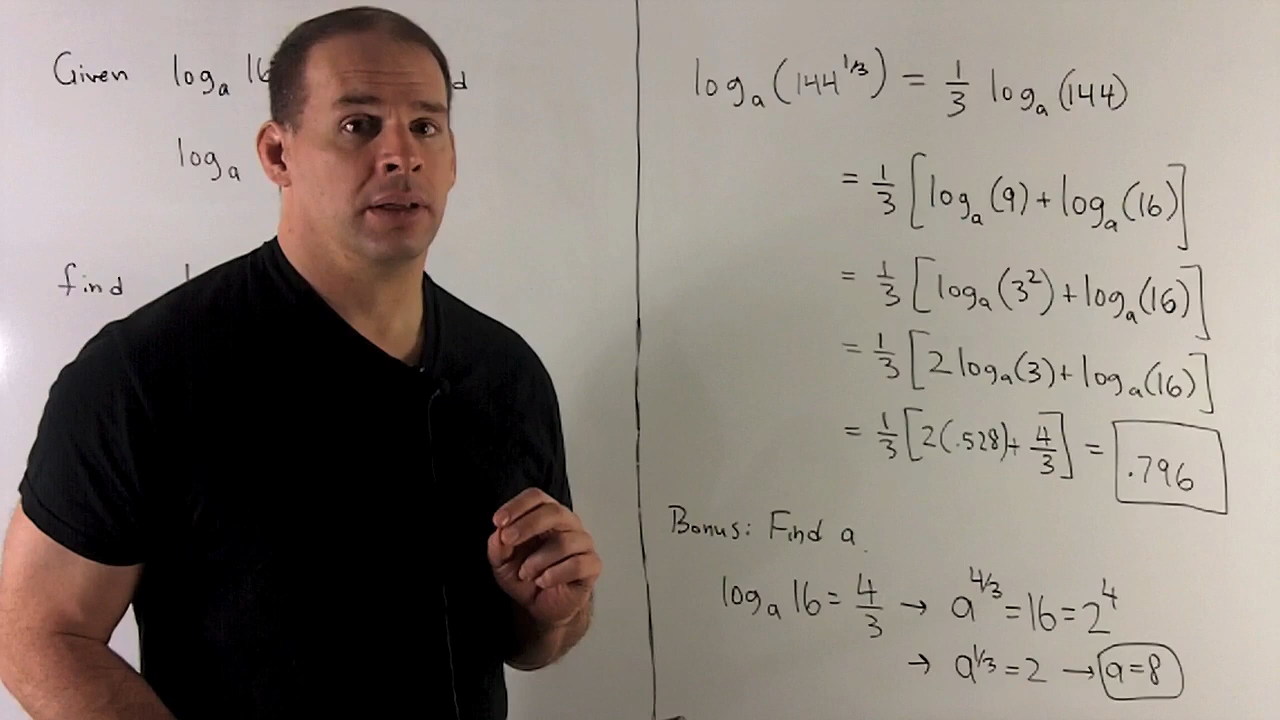 Given log_a 16
log_a
find
log_a(144^{1/3}) = 1/3 log_a(144)
= 1/3 [log_a(9) + log_a(16)]
= 1/3 [log_a(3^2) + log_a(16)]
= 1/3 [2 log_a(3) + log_a(16)]
= 1/3 [2(.528) + 4/3] = .796
Bonus: Find a.
log_a 16 = 4/3 → a^{4/3} = 16 = 2^4
→ a^{1/3} = 2 → a = 8